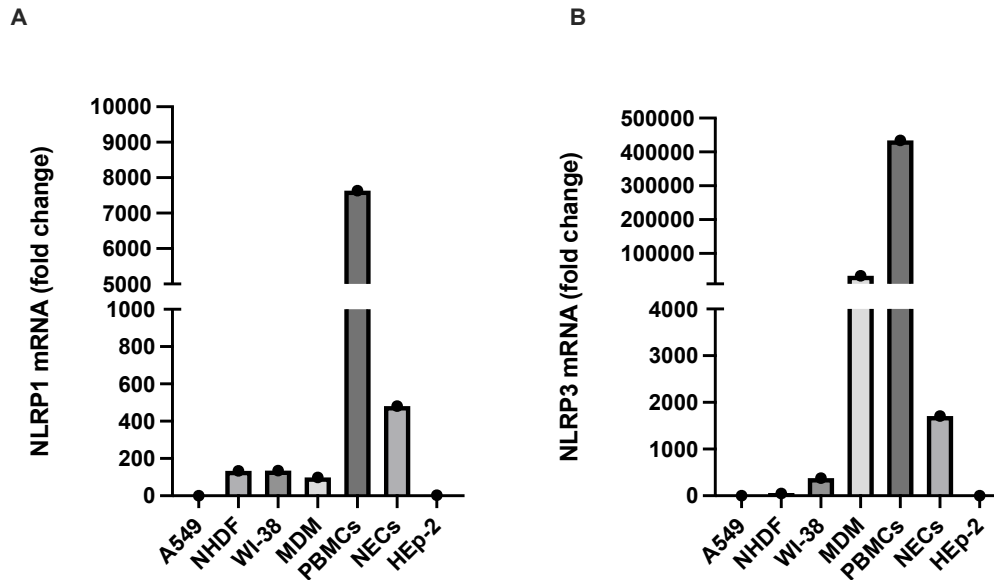 A
B
NLRP1 mRNA (fold change)
10000
9000
8000
7000
6000
5000
1000
800
600
400
200
0
A549
NHDF
WI-38
MDM
PBMCs
NECs
HEp-2
NLRP3 mRNA (fold change)
500000
400000
300000
200000
100000
4000
3000
2000
1000
0
A549
NHDF
WI-38
MDM
PBMCs
NECs
HEp-2